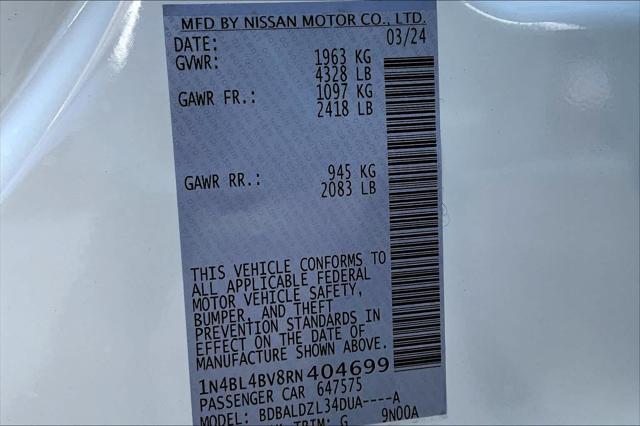 MFD BY NISSAN MOTOR CO., LTD.
DATE: 03/24
GVWR: 1963 KG
4328 LB
GAWR FR.: 1097 KG
2418 LB
GAWR RR.: 945 KG
2083 LB
THIS VEHICLE CONFORMS TO
ALL APPLICABLE FEDERAL
MOTOR VEHICLE SAFETY,
BUMPER, AND THEFT
PREVENTION STANDARDS IN
EFFECT ON THE DATE OF
MANUFACTURE SHOWN ABOVE.
1N4BL4BV8RN404699
PASSENGER CAR 647575
MODEL: BDBALDZL34DUA----A
TRIM: G 9N00A